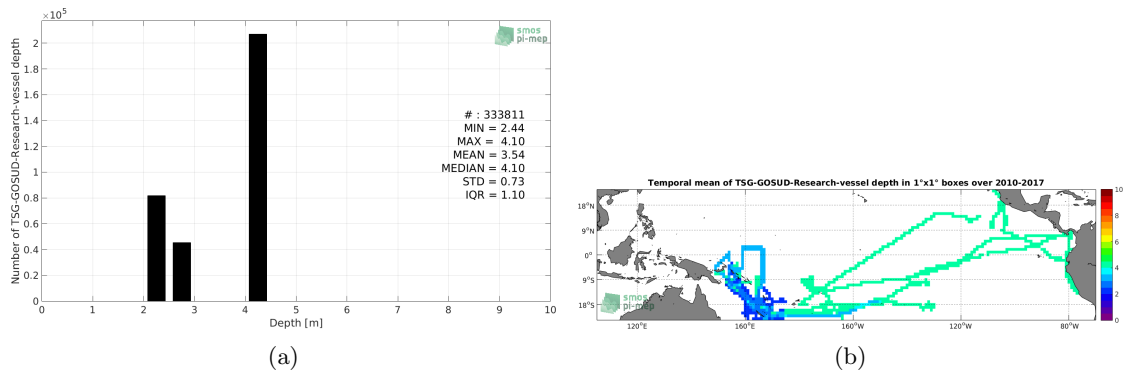 ×10⁵
2
1.8
1.6
1.4
1.2
1
0.8
0.6
0.4
0.2
0
Number of TSG-GOSUD-Research-vessel depth
0 1 2 3 4 5 6 7 8 9 10
Depth [m]
smos
pi-mep
# : 333811
MIN = 2.44
MAX = 4.10
MEAN = 3.54
MEDIAN = 4.10
STD = 0.73
IQR = 1.10
(a)
Temporal mean of TSG-GOSUD-Research-vessel depth in 1°x1° boxes over 2010-2017
18°N
9°N
0°
9°S
18°S
smos
pi-mep
120°E 160°E 160°W 120°W 80°W
10
8
6
4
2
0
(b)